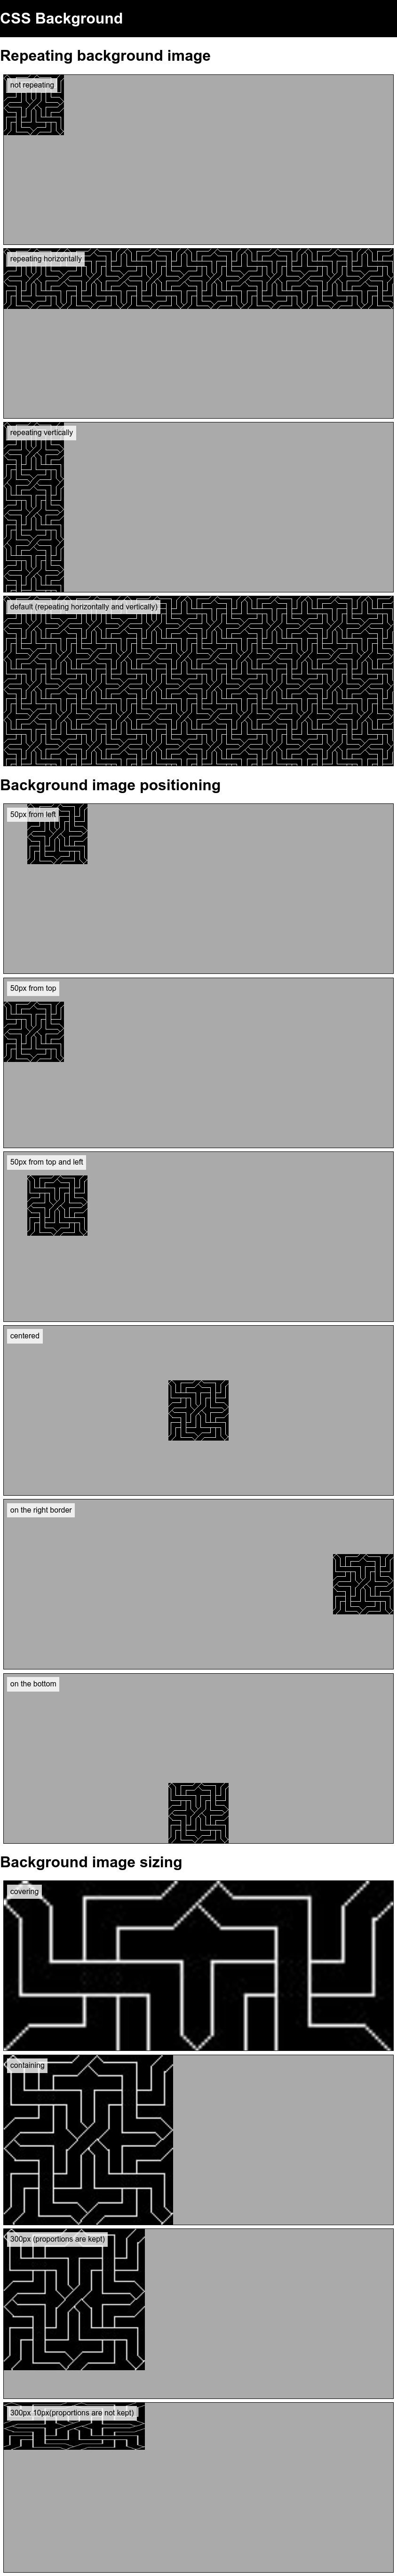 CSS Background
Repeating background image
not repeating
repeating horizontally
repeating vertically
default (repeating horizontally and vertically)
Background image positioning
50px from left
50px from top
50px from top and left
centered
on the right border
on the bottom
Background image sizing
covering
containing
300px (proportions are kept)
300px 10px(proportions are not kept)